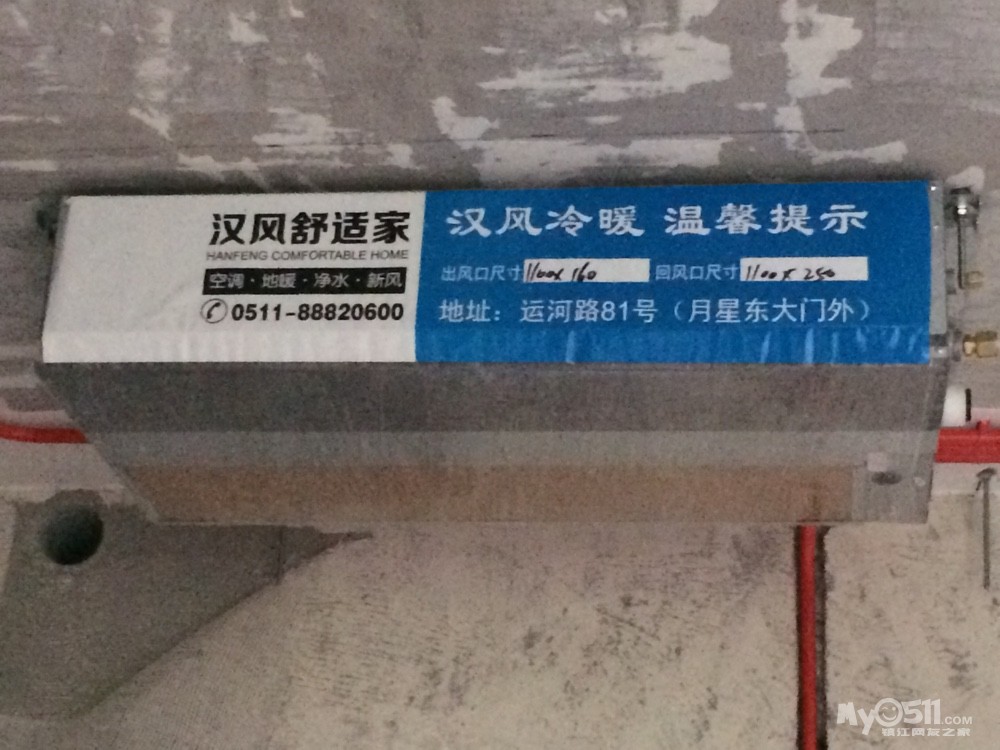 汉风舒适家
HANFENG COMFORTABLE HOME
空调·地暖·净水·新风
0511-88820600
汉风冷暖 温馨提示
出风口尺寸 1100x160 回风口尺寸 1100x250
地址：运河路81号（月星东大门外）
My0511.COM
镇江网友之家